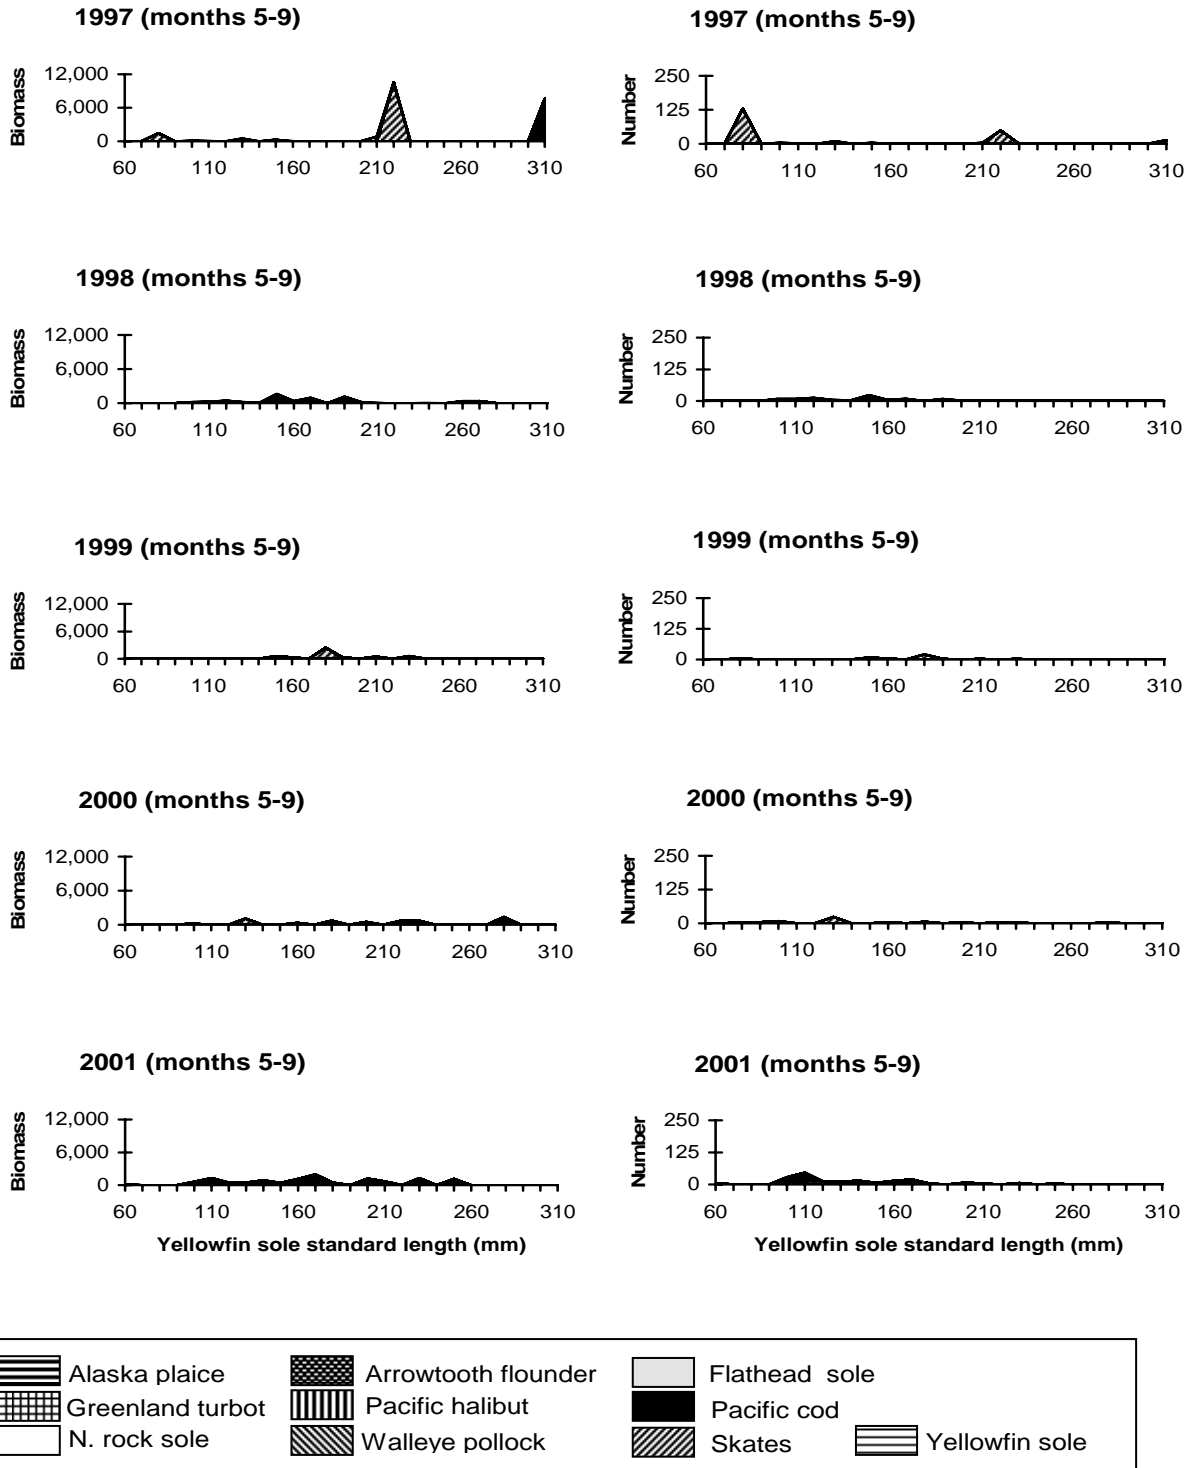 1997 (months 5-9)
Biomass
12,000
6,000
0
60 110 160 210 260 310
1997 (months 5-9)
Number
250
125
0
60 110 160 210 260 310
1998 (months 5-9)
Biomass
12,000
6,000
0
60 110 160 210 260 310
1998 (months 5-9)
Number
250
125
0
60 110 160 210 260 310
1999 (months 5-9)
Biomass
12,000
6,000
0
60 110 160 210 260 310
1999 (months 5-9)
Number
250
125
0
60 110 160 210 260 310
2000 (months 5-9)
Biomass
12,000
6,000
0
60 110 160 210 260 310
2000 (months 5-9)
Number
250
125
0
60 110 160 210 260 310
2001 (months 5-9)
Biomass
12,000
6,000
0
60 110 160 210 260 310
Yellowfin sole standard length (mm)
2001 (months 5-9)
Number
250
125
0
60 110 160 210 260 310
Yellowfin sole standard length (mm)
Alaska plaice Arrowtooth flounder Flathead sole
Greenland turbot Pacific halibut Pacific cod
N. rock sole Walleye pollock Skates Yellowfin sole